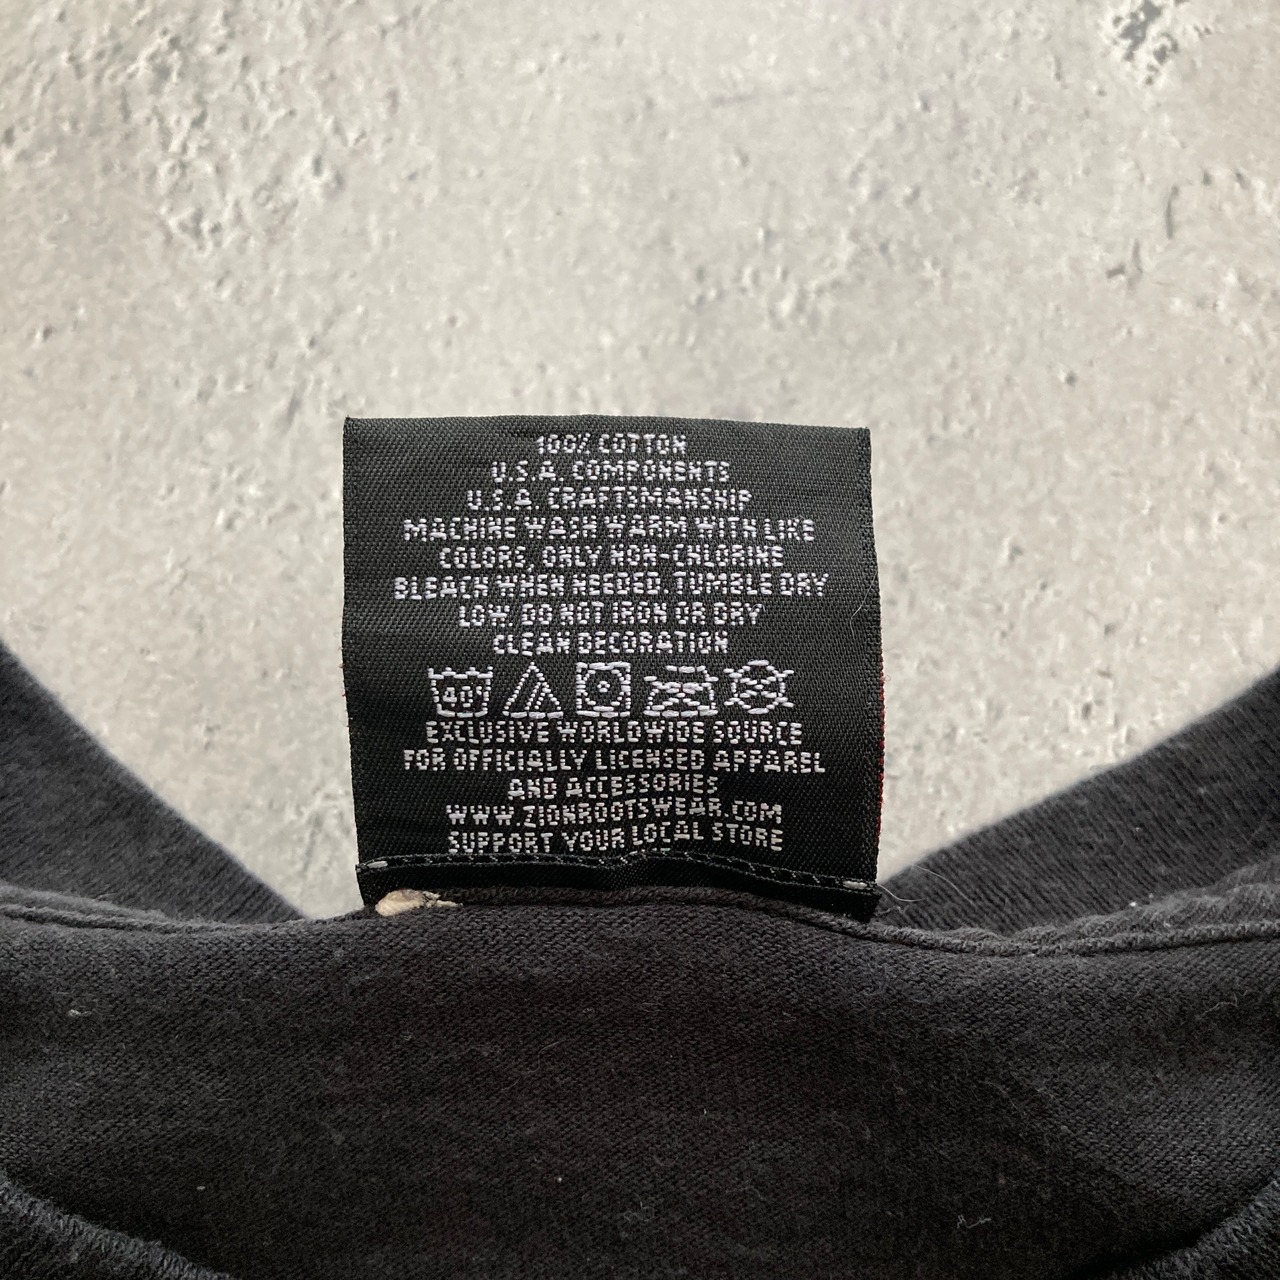 100% COTTON
U.S.A. COMPONENTS
U.S.A. CRAFTSMANSHIP
MACHINE WASH WARM WITH LIKE
COLORS, ONLY NON-CHLORINE
BLEACH WHEN NEEDED. TUMBLE DRY
LOW. DO NOT IRON OR DRY
CLEAN DECORATION
40°
EXCLUSIVE WORLDWIDE SOURCE
FOR OFFICIALLY LICENSED APPAREL
AND ACCESSORIES
WWW.ZIONROOTSWEAR.COM
SUPPORT YOUR LOCAL STORE